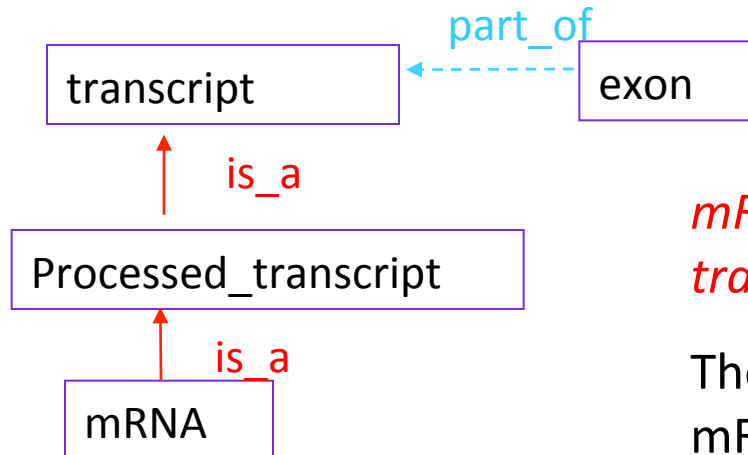 part_of
transcript
exon
is_a
Processed_transcript
is_a
mRNA